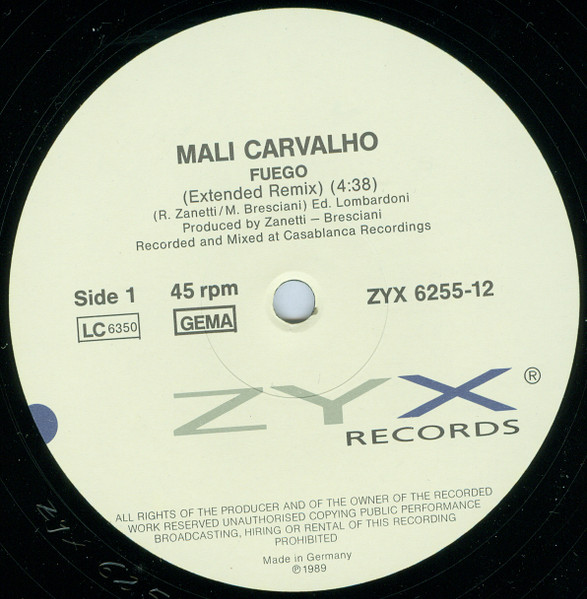 MALI CARVALHO
FUEGO
(Extended Remix) (4:38)
(R. Zanetti/M. Bresciani) Ed. Lombardoni
Produced by Zanetti – Bresciani
Recorded and Mixed at Casablanca Recordings
Side 1 45 rpm ZYX 6255-12
LC 6350 GEMA
ZYX ®
RECORDS
ALL RIGHTS OF THE PRODUCER AND OF THE OWNER OF THE RECORDED
WORK RESERVED UNAUTHORISED COPYING PUBLIC PERFORMANCE
BROADCASTING, HIRING OR RENTAL OF THIS RECORDING
PROHIBITED
Made in Germany
℗1989
ZYX 625